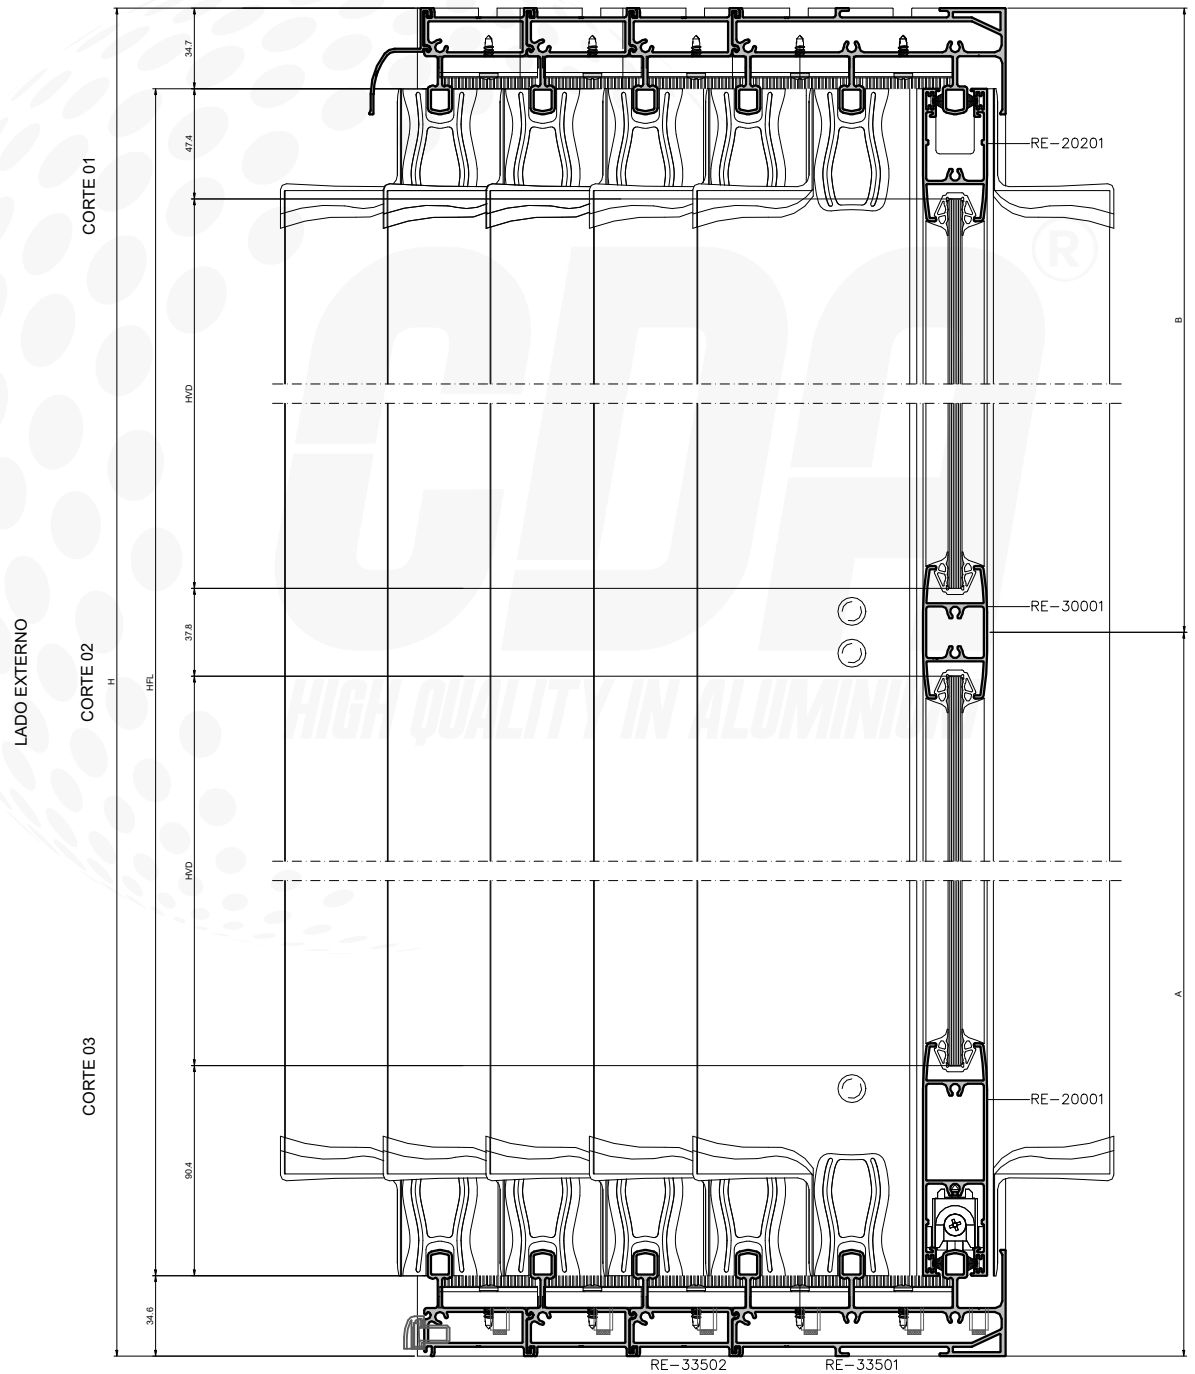 34.7
47.4
CORTE 01
RE-20201
®
B
HVD
CDA
RE-30001
37.8
LADO EXTERNO
CORTE 02
H
HFL
HIGH QUALITY IN ALUMINIUM
HVD
A
CORTE 03
RE-20001
90.4
34.6
RE-33502
RE-33501